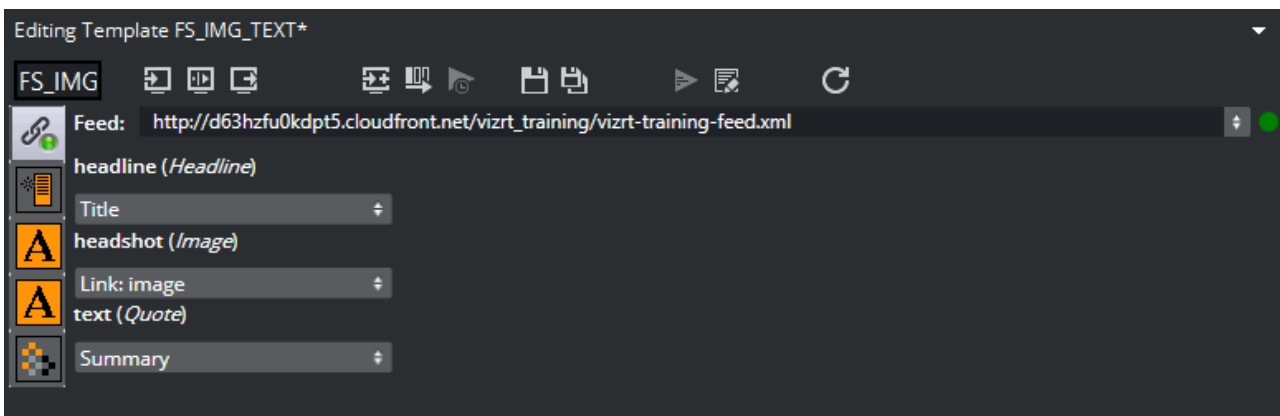 Editing Template FS_IMG_TEXT*
FS_IMG
Feed: http://d63hzfu0kdpt5.cloudfront.net/vizrt_training/vizrt-training-feed.xml
headline (Headline)
Title
headshot (Image)
Link: image
text (Quote)
Summary
A
A